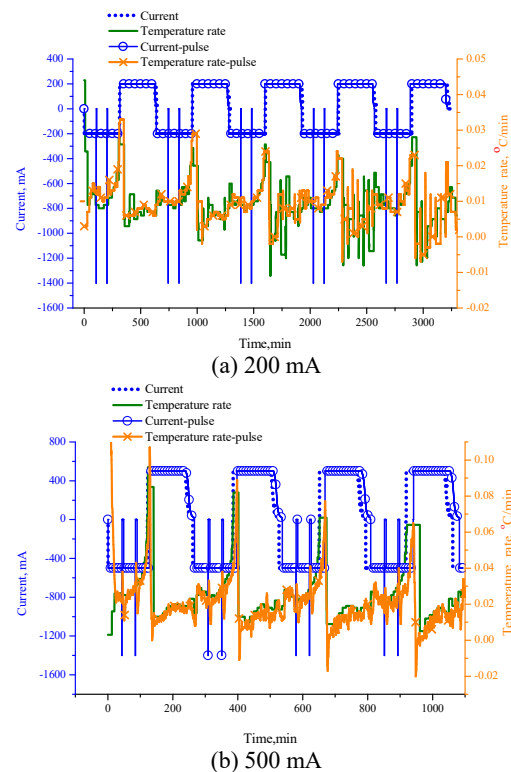 Current
Temperature rate
Current-pulse
Temperature rate-pulse
400
200
0
-200
-400
-600
-800
-1000
-1200
-1400
-1600
Current, mA
0.05
0.04
0.03
0.02
0.01
0.00
-0.01
-0.02
Temperature rate, °C/min
0 500 1000 1500 2000 2500 3000
Time,min
(a) 200 mA
Current
Temperature rate
Current-pulse
Temperature rate-pulse
800
400
0
-400
-800
-1200
-1600
Current, mA
0.10
0.08
0.06
0.04
0.02
0.00
-0.02
Temperature rate, °C/min
0 200 400 600 800 1000
Time,min
(b) 500 mA